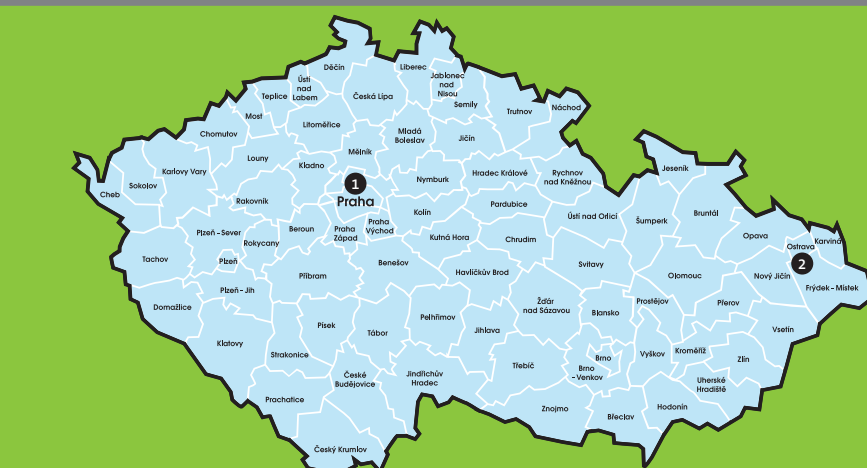 Děčín
Liberec
Ústí
nad
Labem
Jablonec
nad
Nisou
Teplice
Česká Lípa
Semily
Trutnov
Náchod
Most
Chomutov
Litoměřice
Mladá
Boleslav
Jičín
Louny
Mělník
Kladno
Karlovy Vary
Sokolov
Cheb
Jeseník
Hradec Králové
Rychnov
nad Kněžnou
Nymburk
1
Praha
Rakovník
Kolín
Pardubice
Ústí nad Orlicí
Šumperk
Bruntál
Plzeň – Sever
Rokycany
Beroun
Praha
Západ
Praha
Východ
Kutná Hora
Chrudim
Opava
Ostrava
Karviná
2
Tachov
Plzeň
Benešov
Havlíčkův Brod
Svitavy
Olomouc
Nový Jičín
Frýdek – Místek
Příbram
Plzeň – Jih
Domažlice
Žďár
nad Sázavou
Blansko
Prostějov
Přerov
Vsetín
Písek
Tábor
Pelhřimov
Jihlava
Klatovy
Strakonice
Třebíč
Brno
Brno
– Venkov
Vyškov
Kroměříž
Zlín
České
Budějovice
Jindřichův
Hradec
Uherské
Hradiště
Prachatice
Znojmo
Břeclav
Hodonín
Český Krumlov